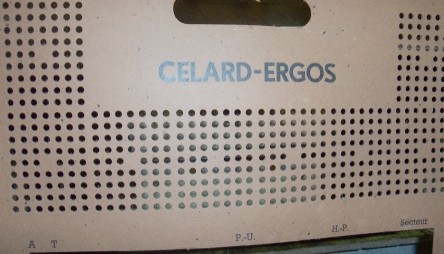 CELARD-ERGOS
A T P.-U. H.-P. Secteur